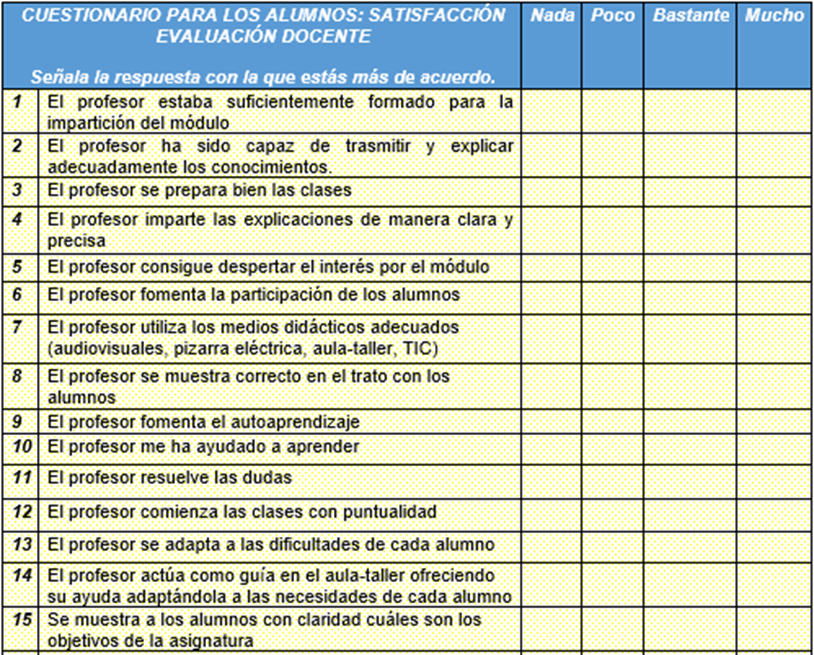 CUESTIONARIO PARA LOS ALUMNOS: SATISFACCIÓN
EVALUACIÓN DOCENTE
Señala la respuesta con la que estás más de acuerdo.
Nada Poco Bastante Mucho
1 El profesor estaba suficientemente formado para la
impartición del módulo
2 El profesor ha sido capaz de trasmitir y explicar
adecuadamente los conocimientos.
3 El profesor se prepara bien las clases
4 El profesor imparte las explicaciones de manera clara y
precisa
5 El profesor consigue despertar el interés por el módulo
6 El profesor fomenta la participación de los alumnos
7 El profesor utiliza los medios didácticos adecuados
(audiovisuales, pizarra eléctrica, aula-taller, TIC)
8 El profesor se muestra correcto en el trato con los
alumnos
9 El profesor fomenta el autoaprendizaje
10 El profesor me ha ayudado a aprender
11 El profesor resuelve las dudas
12 El profesor comienza las clases con puntualidad
13 El profesor se adapta a las dificultades de cada alumno
14 El profesor actúa como guía en el aula-taller ofreciendo
su ayuda adaptándola a las necesidades de cada alumno
15 Se muestra a los alumnos con claridad cuáles son los
objetivos de la asignatura